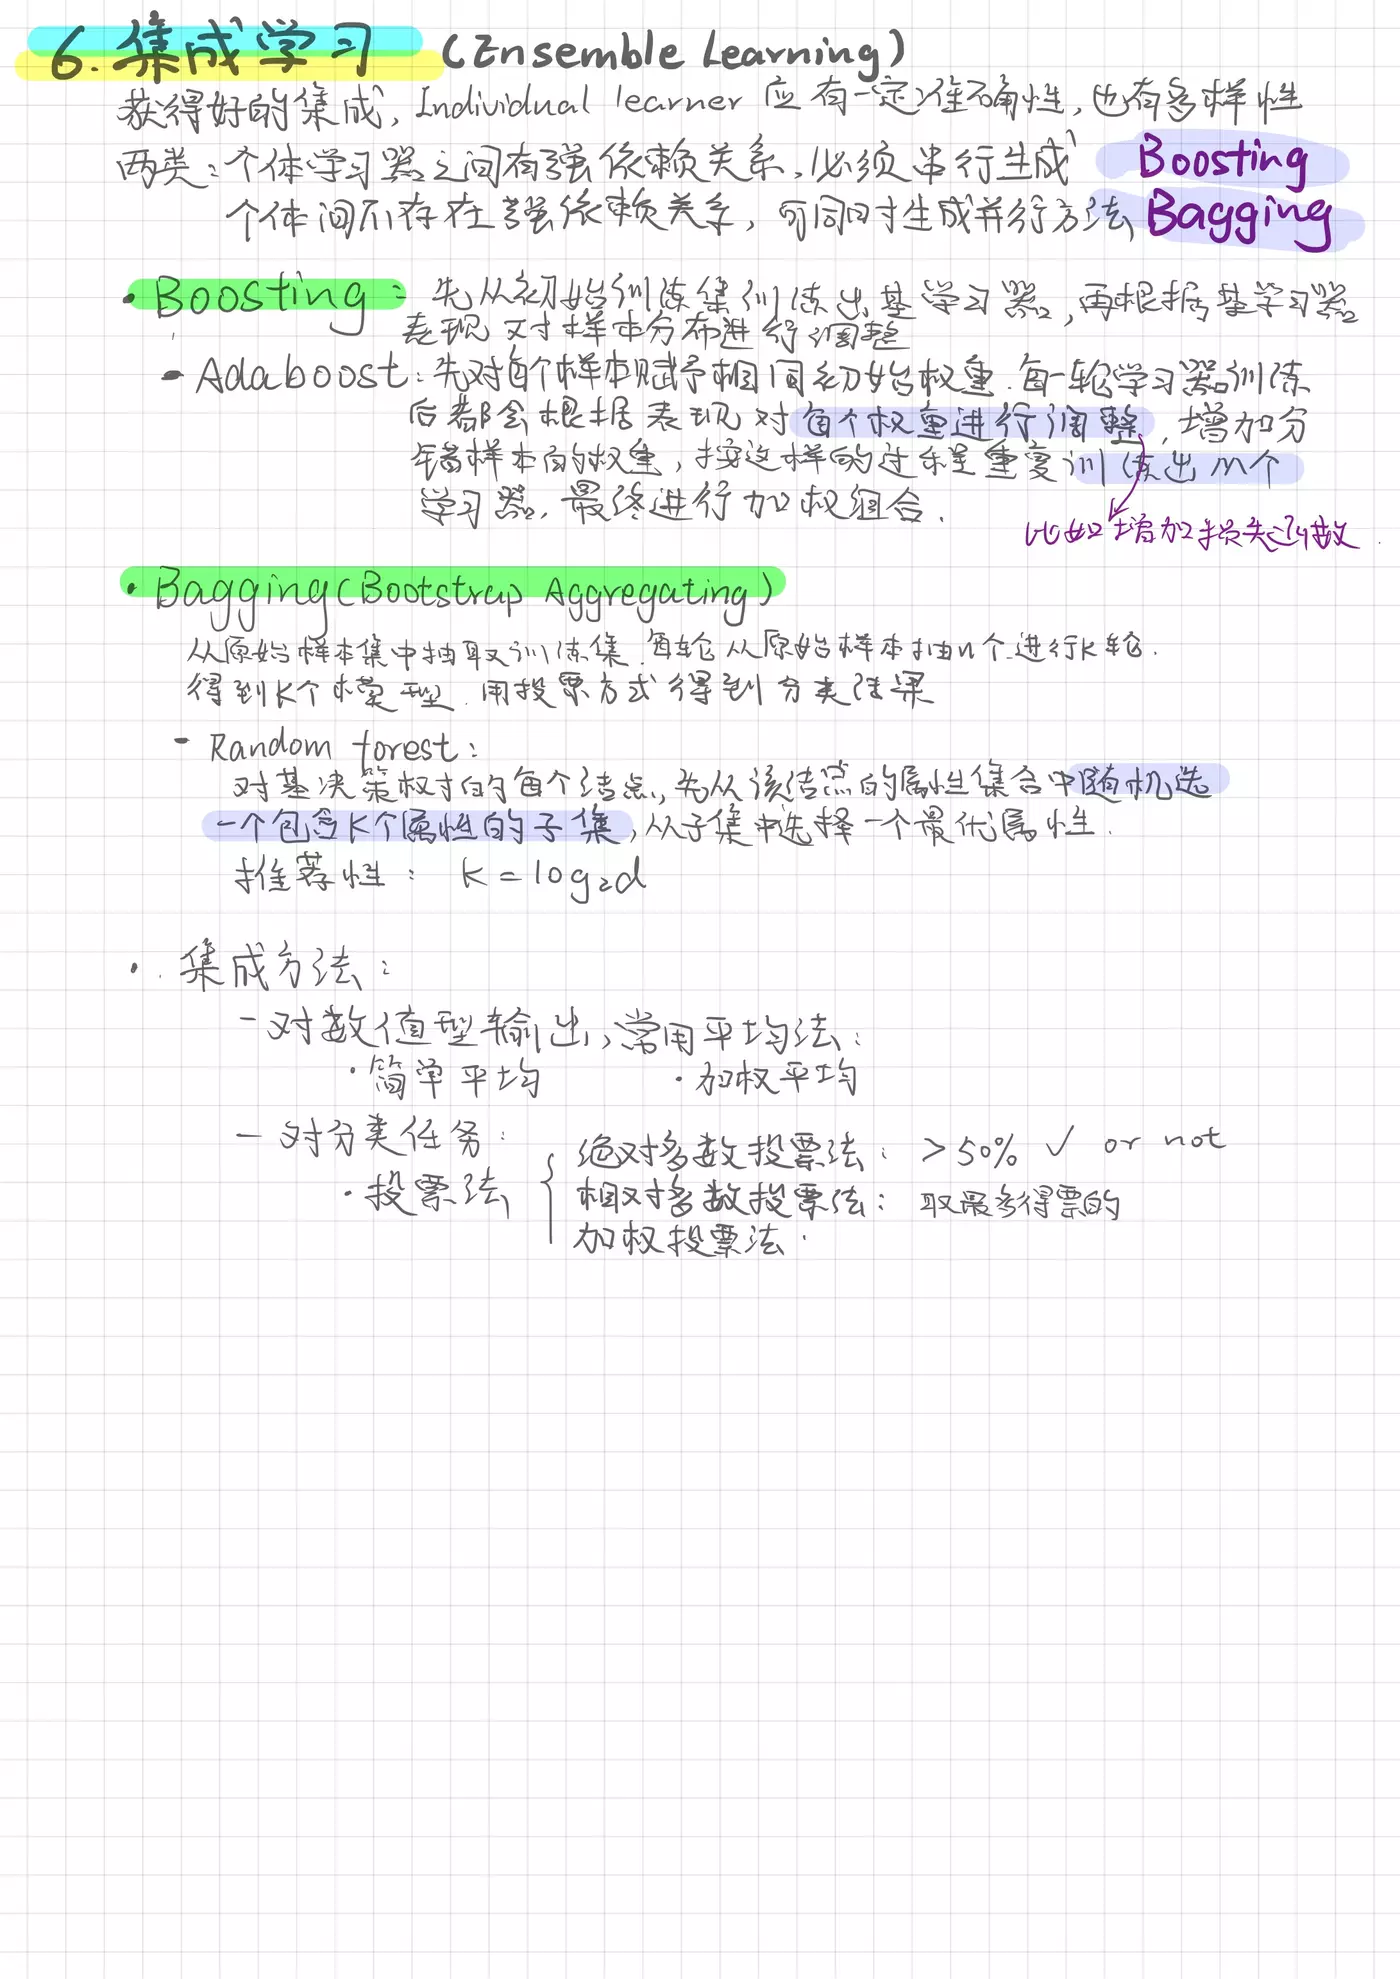 6. 集成学习 (Ensemble Learning)
获得好的集成, Individual learner 应有一定准确性, 也有多样性
两类: 个体学习器之间有强依赖关系, 必须串行生成 Boosting
个体间不存在强依赖关系, 可同时生成并行方法 Bagging
· Boosting: 先从初始训练集训练出基学习器, 再根据基学习器
表现对样本分布进行调整
- Adaboost: 先对每个样本赋予相同初始权重. 每一轮学习器训练
后都会根据表现对每个权重进行调整, 增加分
错样本的权重, 按这样的过程重复训练出m个
学习器, 最终进行加权组合.
比如增加损失函数
· Bagging (Bootstrap Aggregating)
从原始样本集中抽取训练集. 每轮从原始样本抽n个. 进行K轮.
得到K个模型. 用投票方式得到分类结果
- Random forest:
对基决策树的每个结点, 先从该结点的属性集合中随机选
一个包含K个属性的子集, 从子集中选择一个最优属性.
推荐性: K = log₂d
· 集成方法:
- 对数值型输出, 常用平均法:
· 简单平均 · 加权平均
- 对分类任务:
· 投票法 { 绝对多数投票法: >50% ✓ or not
相对多数投票法: 取最多得票的
加权投票法.